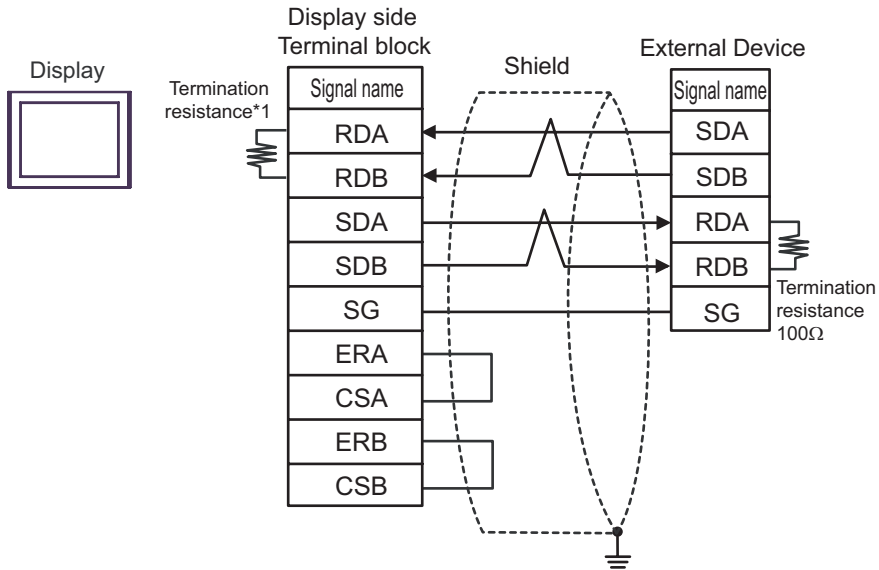 Display
Display side
Terminal block
Termination
resistance*1
Signal name
RDA
RDB
SDA
SDB
SG
ERA
CSA
ERB
CSB
Shield
External Device
Signal name
SDA
SDB
RDA
RDB
SG
Termination
resistance
100Ω